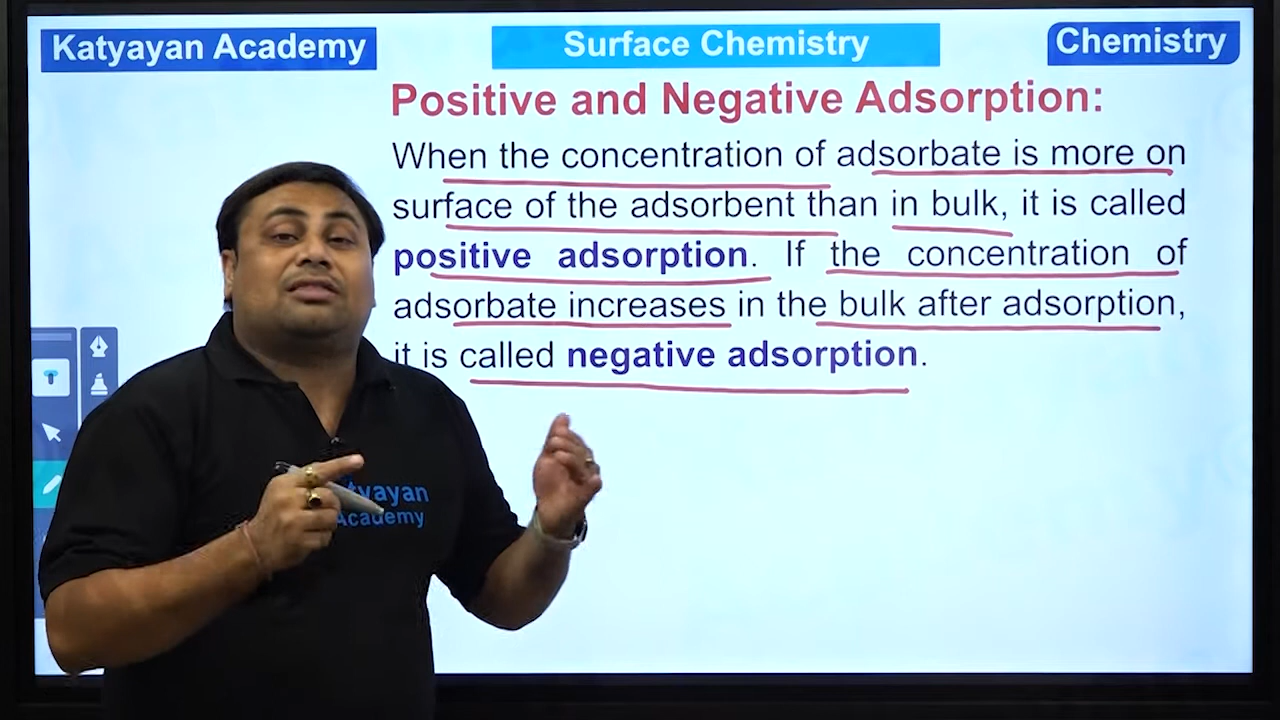 Katyayan Academy
Surface Chemistry
Chemistry
Positive and Negative Adsorption:
When the concentration of adsorbate is more on
surface of the adsorbent than in bulk, it is called
positive adsorption. If the concentration of
adsorbate increases in the bulk after adsorption,
it is called negative adsorption.
Academy